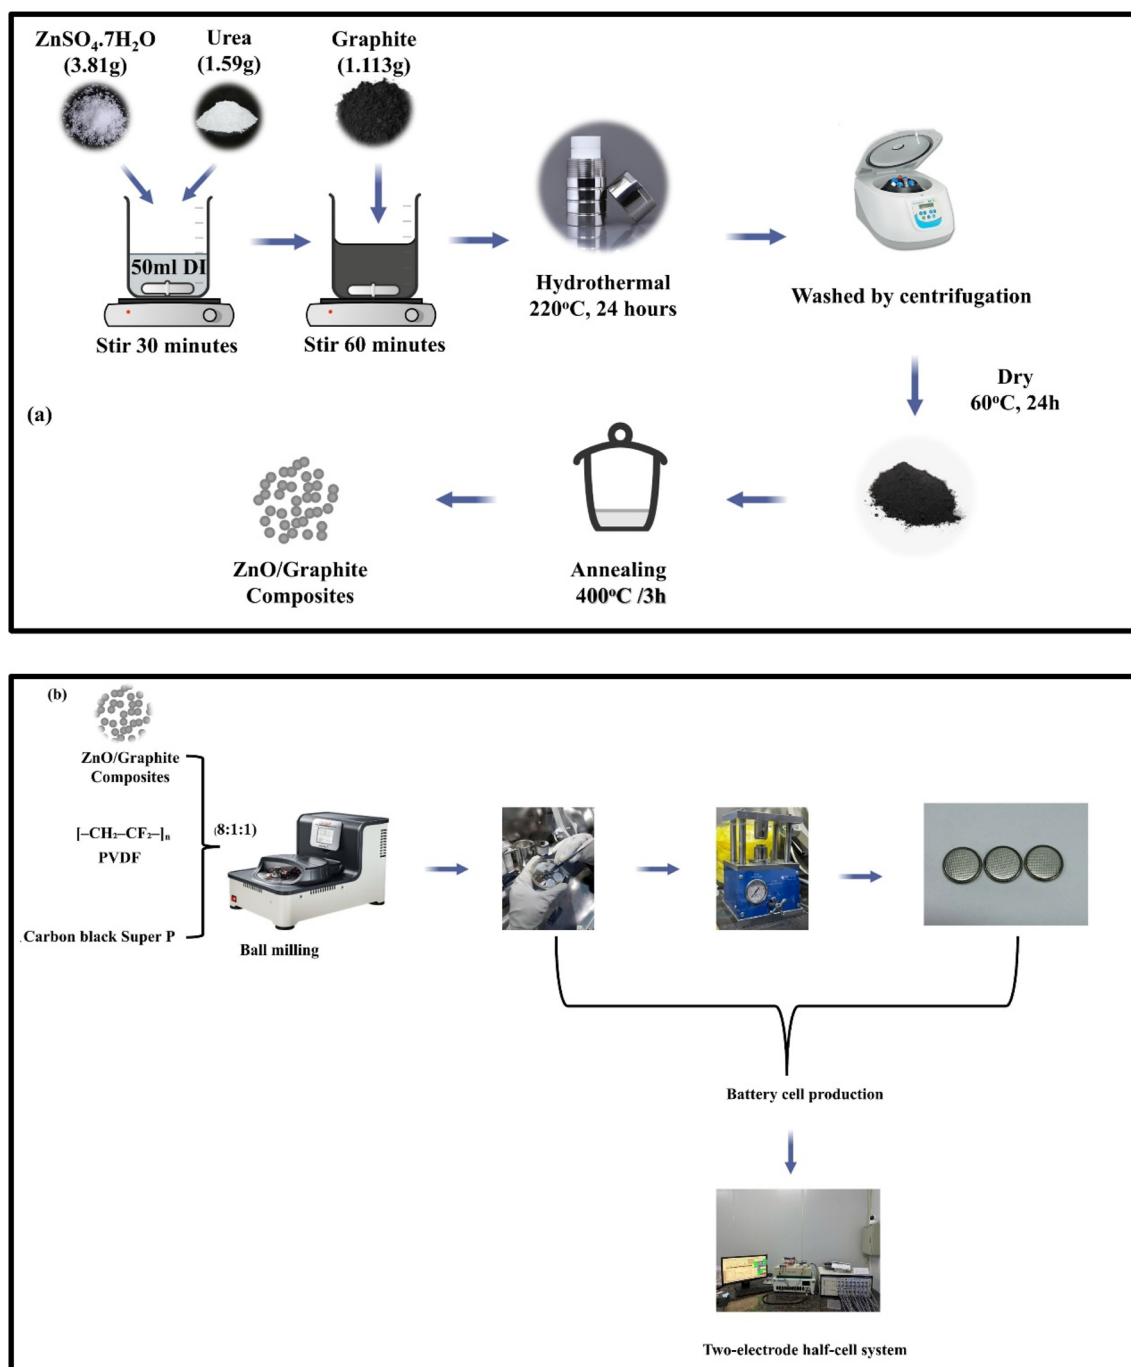 ZnSO₄.7H₂O
(3.81g)
Urea
(1.59g)
Graphite
(1.113g)
50ml DI
Stir 30 minutes
Stir 60 minutes
Hydrothermal
220°C, 24 hours
Washed by centrifugation
Dry
60°C, 24h
(a)
Annealing
400°C /3h
ZnO/Graphite
Composites
(b)
ZnO/Graphite
Composites
[–CH₂–CF₂–]ₙ
PVDF
(8:1:1)
Carbon black Super P
Ball milling
Battery cell production
Two-electrode half-cell system